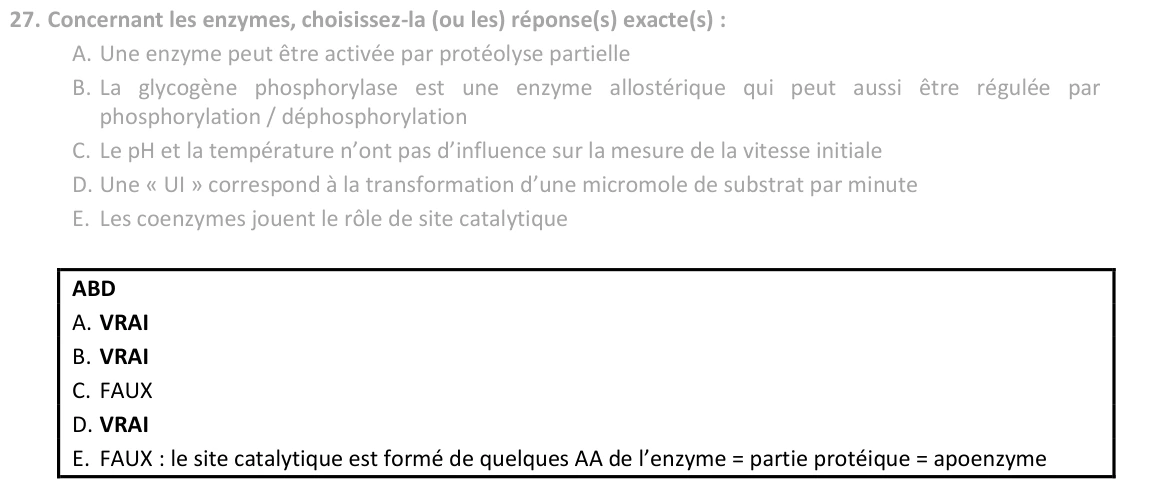 27. Concernant les enzymes, choisissez-la (ou les) réponse(s) exacte(s) :
A. Une enzyme peut être activée par protéolyse partielle
B. La glycogène phosphorylase est une enzyme allostérique qui peut aussi être régulée par
phosphorylation / déphosphorylation
C. Le pH et la température n’ont pas d’influence sur la mesure de la vitesse initiale
D. Une « UI » correspond à la transformation d’une micromole de substrat par minute
E. Les coenzymes jouent le rôle de site catalytique
ABD
A. VRAI
B. VRAI
C. FAUX
D. VRAI
E. FAUX : le site catalytique est formé de quelques AA de l’enzyme = partie protéique = apoenzyme